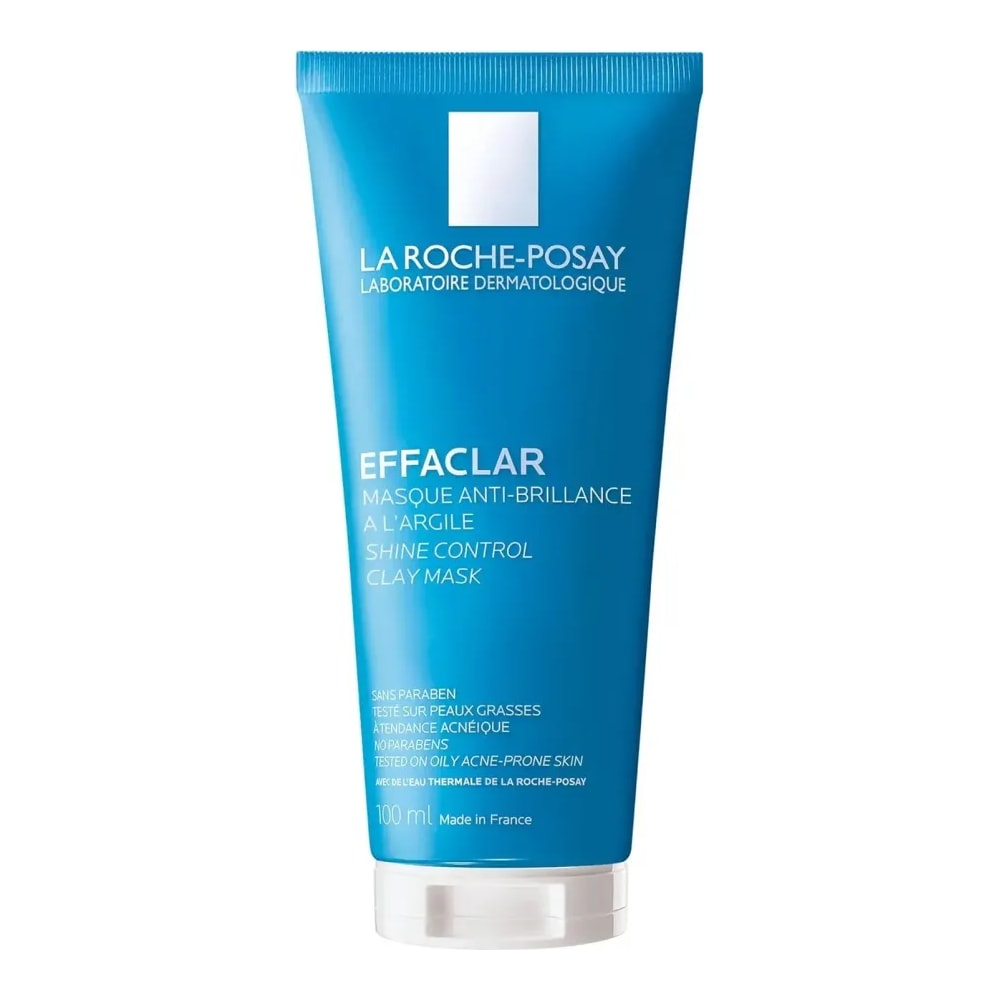 LA ROCHE-POSAY
LABORATOIRE DERMATOLOGIQUE
EFFACLAR
MASQUE ANTI-BRILLANCE
A L'ARGILE
SHINE CONTROL
CLAY MASK
SANS PARABEN
TESTÉ SUR PEAUX GRASSES
À TENDANCE ACNÉIQUE
NO PARABENS
TESTED ON OILY ACNE-PRONE SKIN
AVEC DE L'EAU THERMALE DE LA ROCHE-POSAY
100 ml Made in France